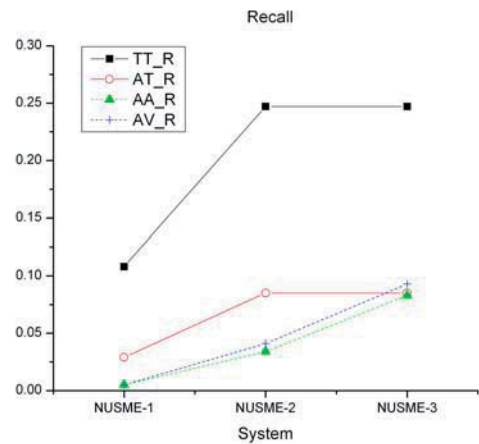 Recall
0.30
0.25
0.20
0.15
0.10
0.05
0.00
TT_R
AT_R
AA_R
AV_R
NUSME-1
NUSME-2
NUSME-3
System